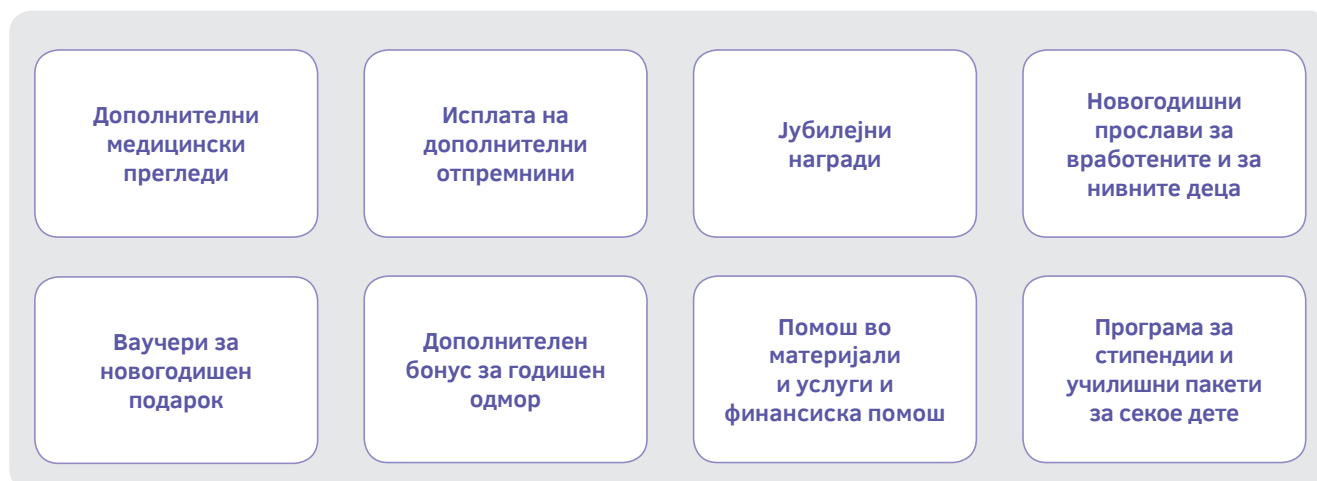 Дополнителни
медицински
прегледи
Исплата на
дополнителни
отпремнини
Јубилејни
награди
Новогодишни
прослави за
вработените и за
нивните деца
Ваучери за
новогодишен
подарок
Дополнителен
бонус за годишен
одмор
Помош во
материјали
и услуги и
финансиска помош
Програма за
стипендии и
училишни пакети
за секое дете